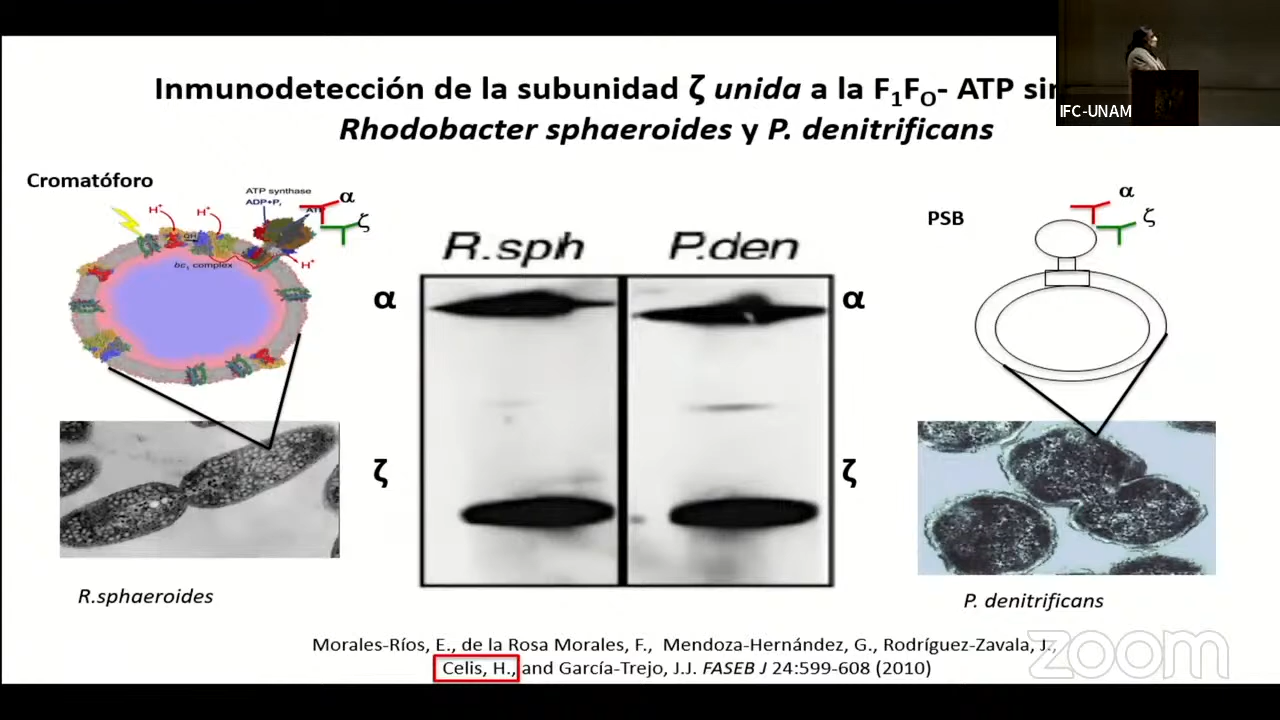 Inmunodetección de la subunidad ζ unida a la F1FO- ATP
Rhodobacter sphaeroides y P. denitrificans
IFC-UNAM
Cromatóforo
ATP synthase
ADP+Pi
α
ζ
H+
H+
H+
bc1 complex
R.sph
P.den
α
ζ
α
ζ
PSB
α
ζ
R.sphaeroides
P. denitrificans
Morales-Ríos, E., de la Rosa Morales, F., Mendoza-Hernández, G., Rodríguez-Zavala, J.,
Celis, H., and García-Trejo, J.J. FASEB J 24:599-608 (2010)
zoom